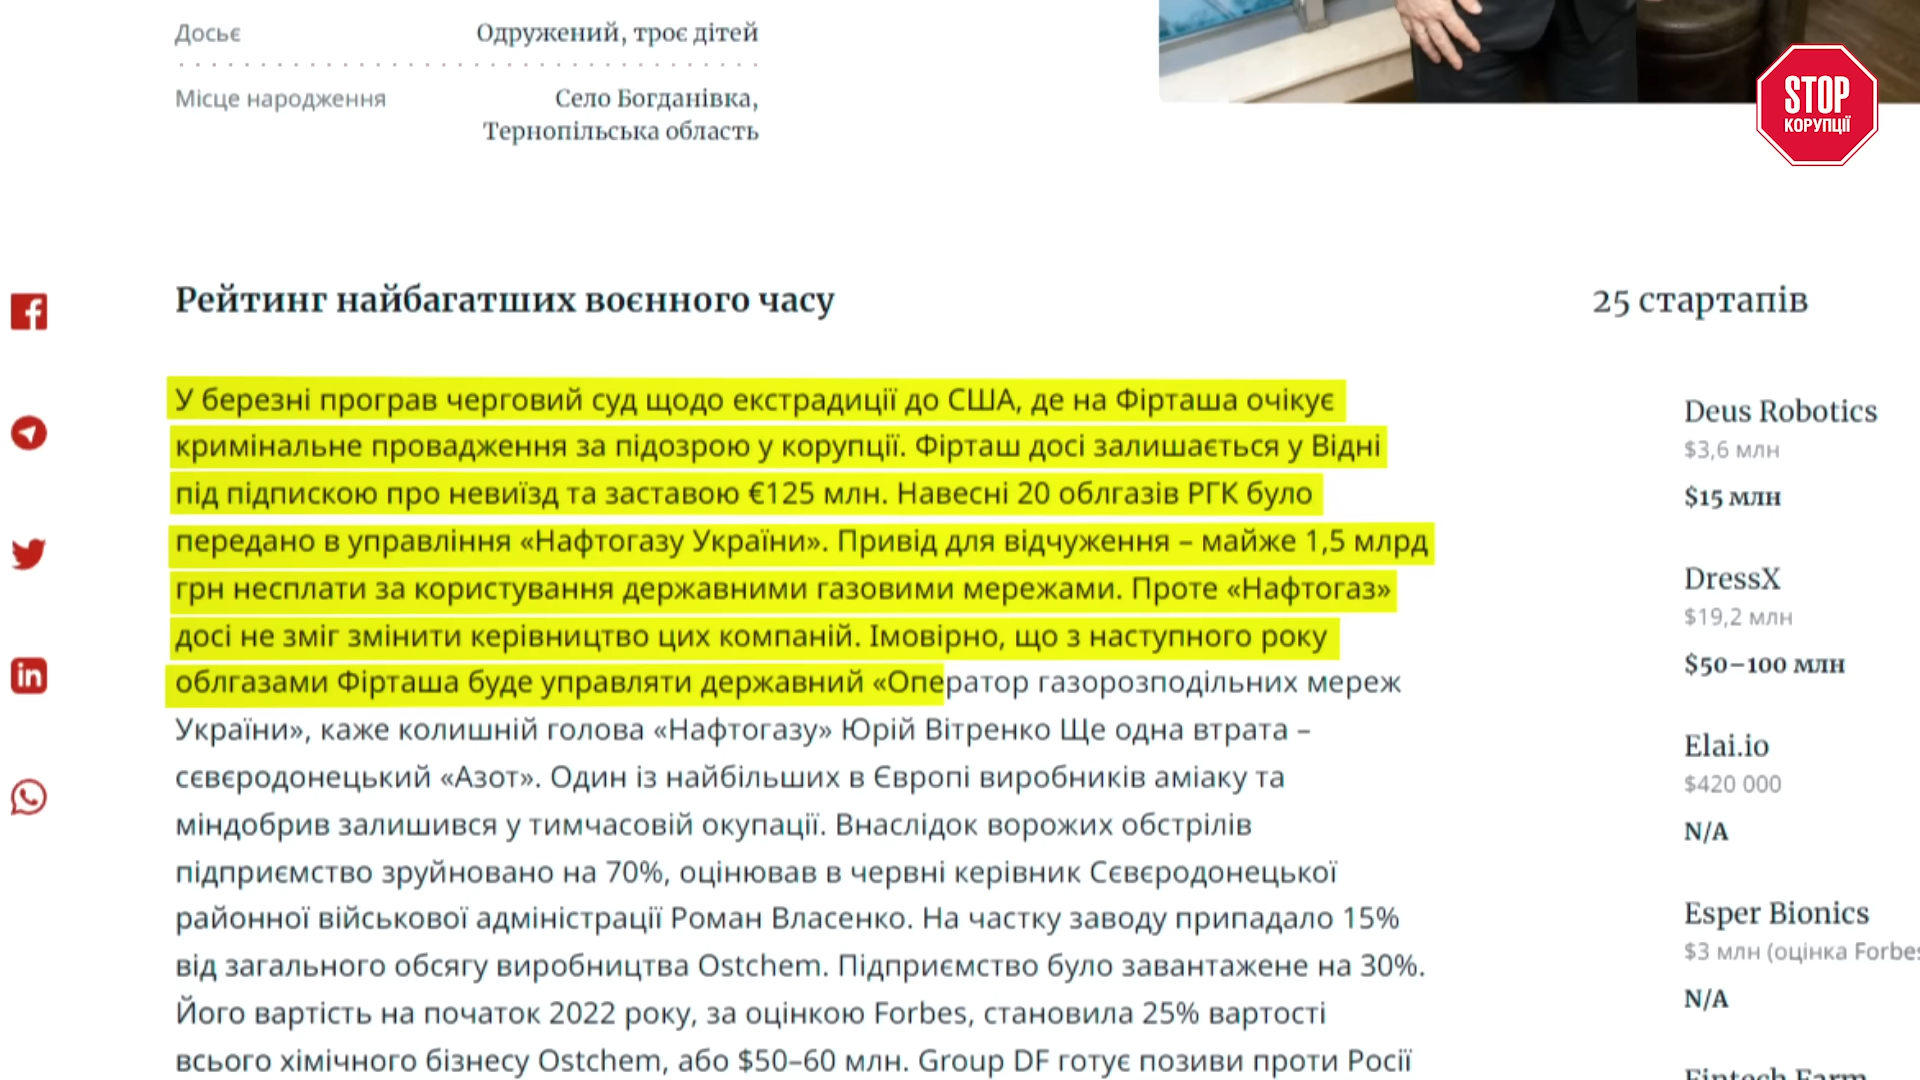 Досьє
Одружений, троє дітей
Місце народження
Село Богданівка,
Тернопільська область
STOP
КОРУПЦІЇ
Рейтинг найбагатших воєнного часу
У березні програв черговий суд щодо екстрадиції до США, де на Фірташа очікує
кримінальне провадження за підозрою у корупції. Фірташ досі залишається у Відні
під підпискою про невиїзд та заставою €125 млн. Навесні 20 облгазів РГК було
передано в управління «Нафтогазу України». Привід для відчуження – майже 1,5 млрд
грн несплати за користування державними газовими мережами. Проте «Нафтогаз»
досі не зміг змінити керівництво цих компаній. Імовірно, що з наступного року
облгазами Фірташа буде управляти державний «Оператор газорозподільних мереж
України», каже колишній голова «Нафтогазу» Юрій Вітренко Ще одна втрата –
сєвєродонецький «Азот». Один із найбільших в Європі виробників аміаку та
міндобрив залишився у тимчасовій окупації. Внаслідок ворожих обстрілів
підприємство зруйновано на 70%, оцінював в червні керівник Сєвєродонецької
районної військової адміністрації Роман Власенко. На частку заводу припадало 15%
від загального обсягу виробництва Ostchem. Підприємство було завантажене на 30%.
Його вартість на початок 2022 року, за оцінкою Forbes, становила 25% вартості
всього хімічного бізнесу Ostchem, або $50–60 млн. Group DF готує позиви проти Росії
25 стартапів
Deus Robotics
$3,6 млн
$15 млн
DressX
$19,2 млн
$50–100 млн
Elai.io
$420 000
N/A
Esper Bionics
$3 млн (оцінка Forbes
N/A
Fintech Farm